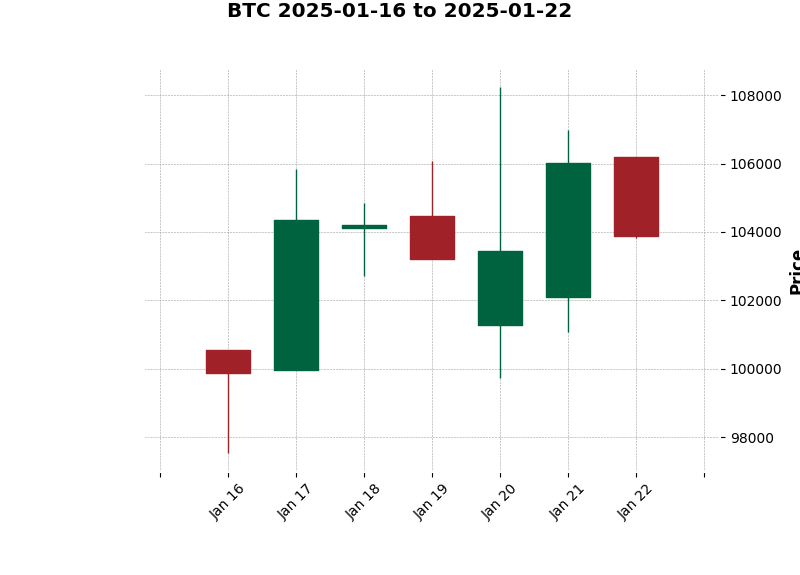 BTC 2025-01-16 to 2025-01-22
108000
106000
104000
102000
100000
98000
Price
Jan 16
Jan 17
Jan 18
Jan 19
Jan 20
Jan 21
Jan 22